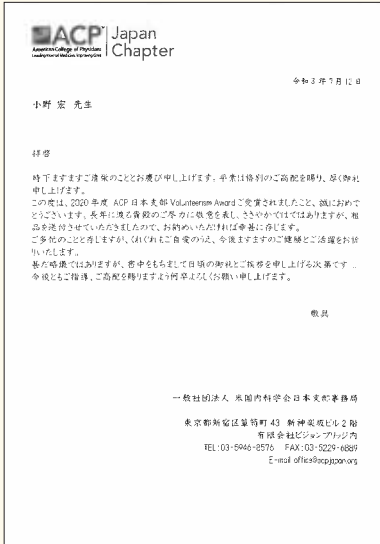 ACP Japan Chapter
American College of Physicians
Leading Internal Medicine, Improving Lives
令和3年7月12日
小野 宏 先生
拝啓
時下ますますご清栄のこととお慶び申し上げます。平素は格別のご高配を賜り、厚く御礼
申し上げます。
この度は、2020年度 ACP日本支部 Volunteerism Awardご受賞されましたこと、誠におめで
とうございます。長年に渡る貴殿のご尽力に敬意を表し、ささやかではではありますが、粗
品を送付させていただきましたので、お納めいただければ幸甚に存じます。
ご多忙のことと存じますが、くれぐれもご自愛のうえ、今後ますますのご健勝とご活躍をお祈
りいたします。
甚だ略儀ではありますが、書中をもちまして日頃の御礼とご挨拶を申し上げる次第です
今後ともご指導、ご高配を賜りますよう何卒よろしくお願い申し上げます。
敬具
一般社団法人 米国内科学会日本支部事務局
東京都新宿区簞笥町43 新神楽坂ビル2階
有限会社ビジョンブリッジ内
TEL:03-5946-8576 FAX:03-5229-6889
E-mail office@acpjapan.org